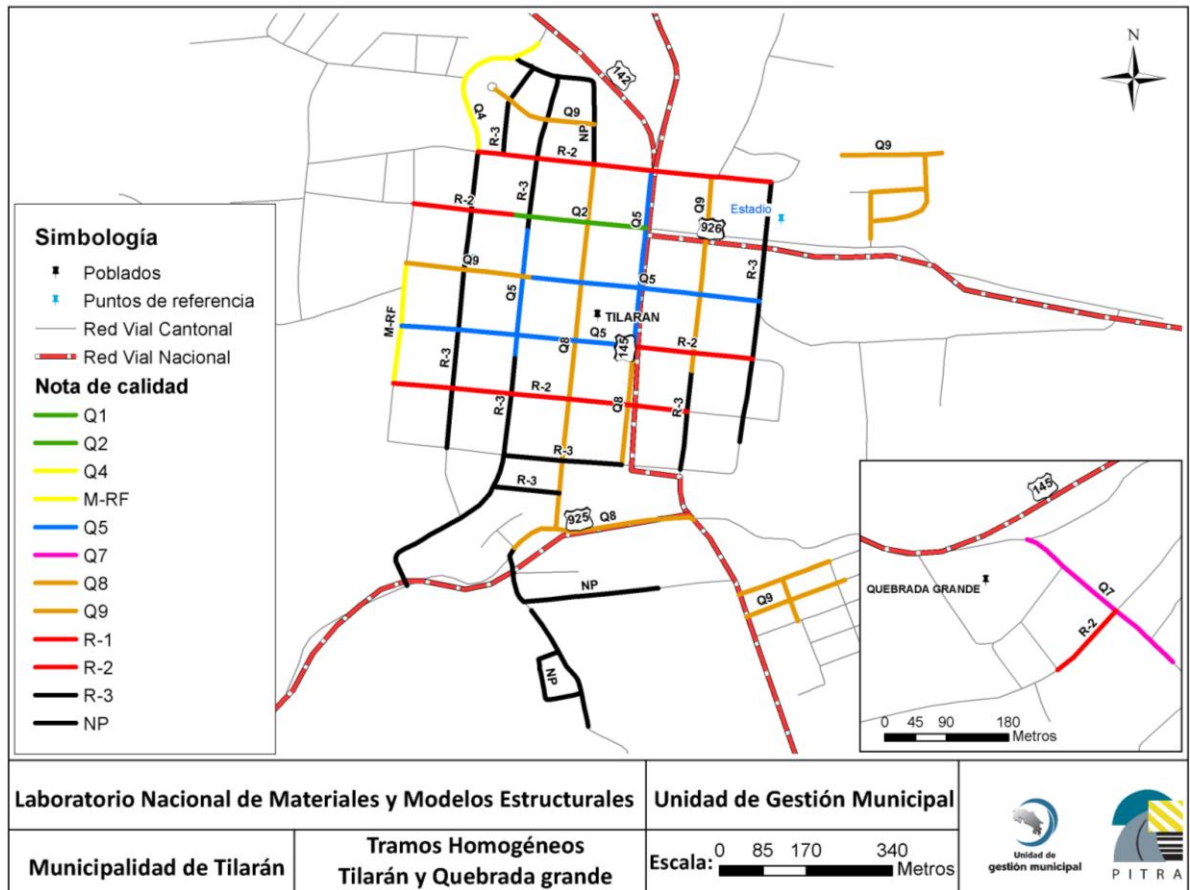 N
142
Q4
Q9
R-3
NP
R-2
Q9
R-3
R-2
Q2
Q5
Q9
Estadio
926
Q9
Q5
Q5
R-3
TILARAN
Q5
M-RF
Q8
145
R-2
R-3
R-2
R-3
Q8
R-3
R-3
R-3
925
Q8
NP
Q9
NP
Simbología
Poblados
Puntos de referencia
Red Vial Cantonal
Red Vial Nacional
Nota de calidad
Q1
Q2
Q4
M-RF
Q5
Q7
Q8
Q9
R-1
R-2
R-3
NP
145
QUEBRADA GRANDE
Q7
R-2
0 45 90 180
Metros
Laboratorio Nacional de Materiales y Modelos Estructurales
Unidad de Gestión Municipal
Municipalidad de Tilarán
Tramos Homogéneos
Tilarán y Quebrada grande
Escala: 0 85 170 340
Metros
Unidad de
gestión municipal
PITRA